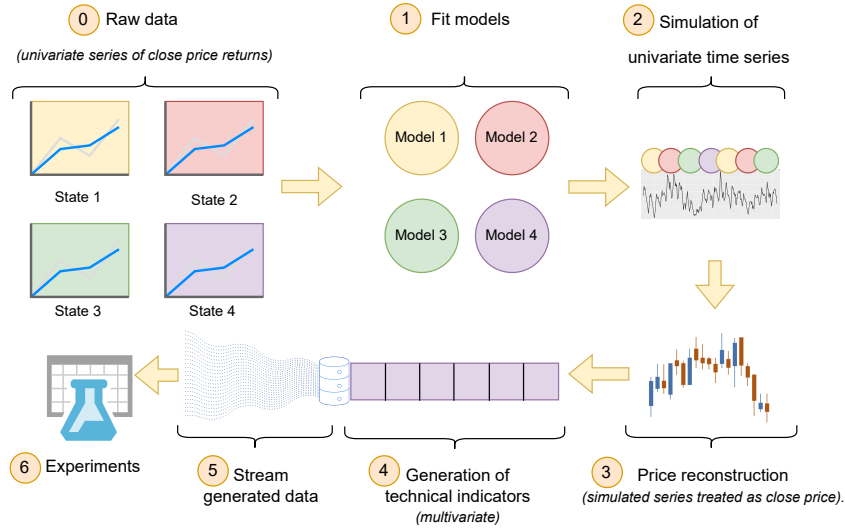 0 Raw data
(univariate series of close price returns)
State 1
State 2
State 3
State 4
1 Fit models
Model 1
Model 2
Model 3
Model 4
2 Simulation of
univariate time series
3 Price reconstruction
(simulated series treated as close price).
4 Generation of
technical indicators
(multivariate)
5 Stream
generated data
6 Experiments